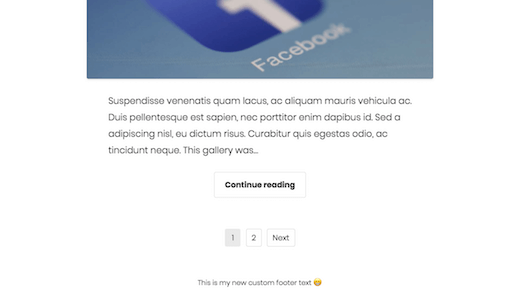 Facebook
Suspendisse venenatis quam lacus, ac aliquam mauris vehicula ac.
Duis pellentesque est sapien, nec porttitor enim dapibus id. Sed a
adipiscing nisl, eu dictum risus. Curabitur quis egestas odio, ac
tincidunt neque. This gallery was...
Continue reading
1 2 Next
This is my new custom footer text 😁